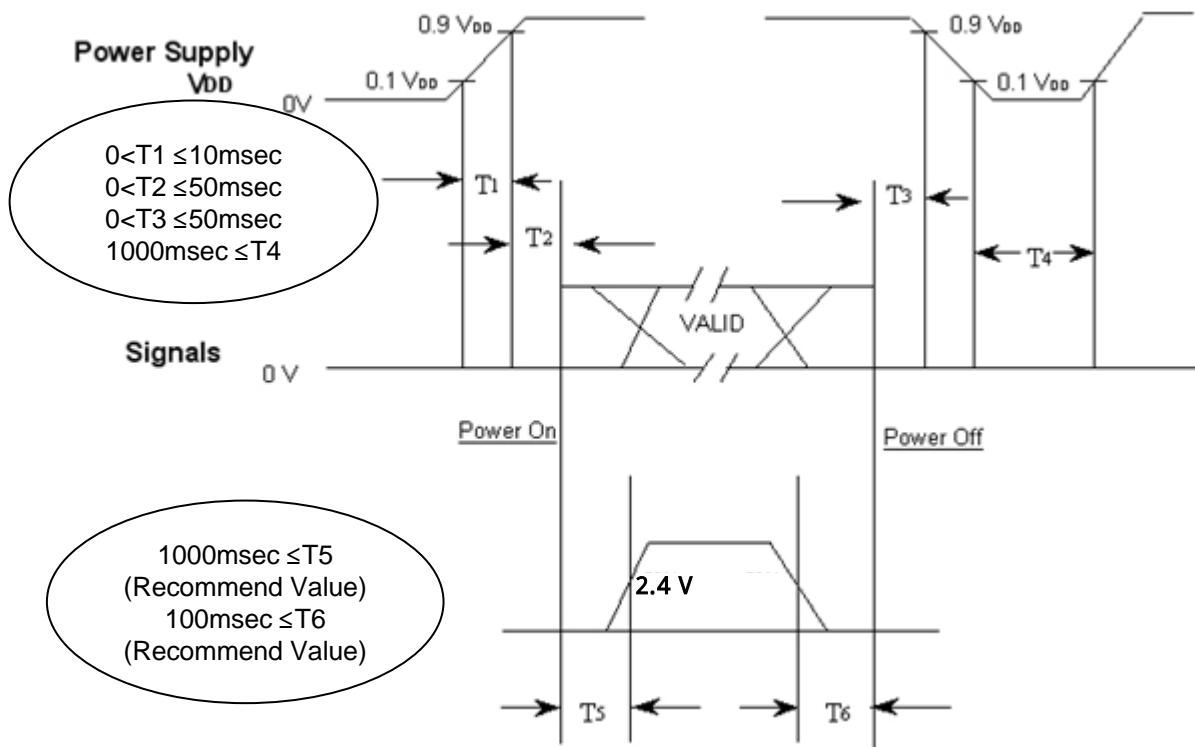 0.9 VDD
0.9 VDD
Power Supply
VDD
0.1 VDD
0.1 VDD
0V
0<T1 ≤10msec
0<T2 ≤50msec
0<T3 ≤50msec
1000msec ≤T4
T1
T3
T2
T4
VALID
Signals
0 V
Power On
Power Off
1000msec ≤T5
(Recommend Value)
100msec ≤T6
(Recommend Value)
2.4 V
T5
T6